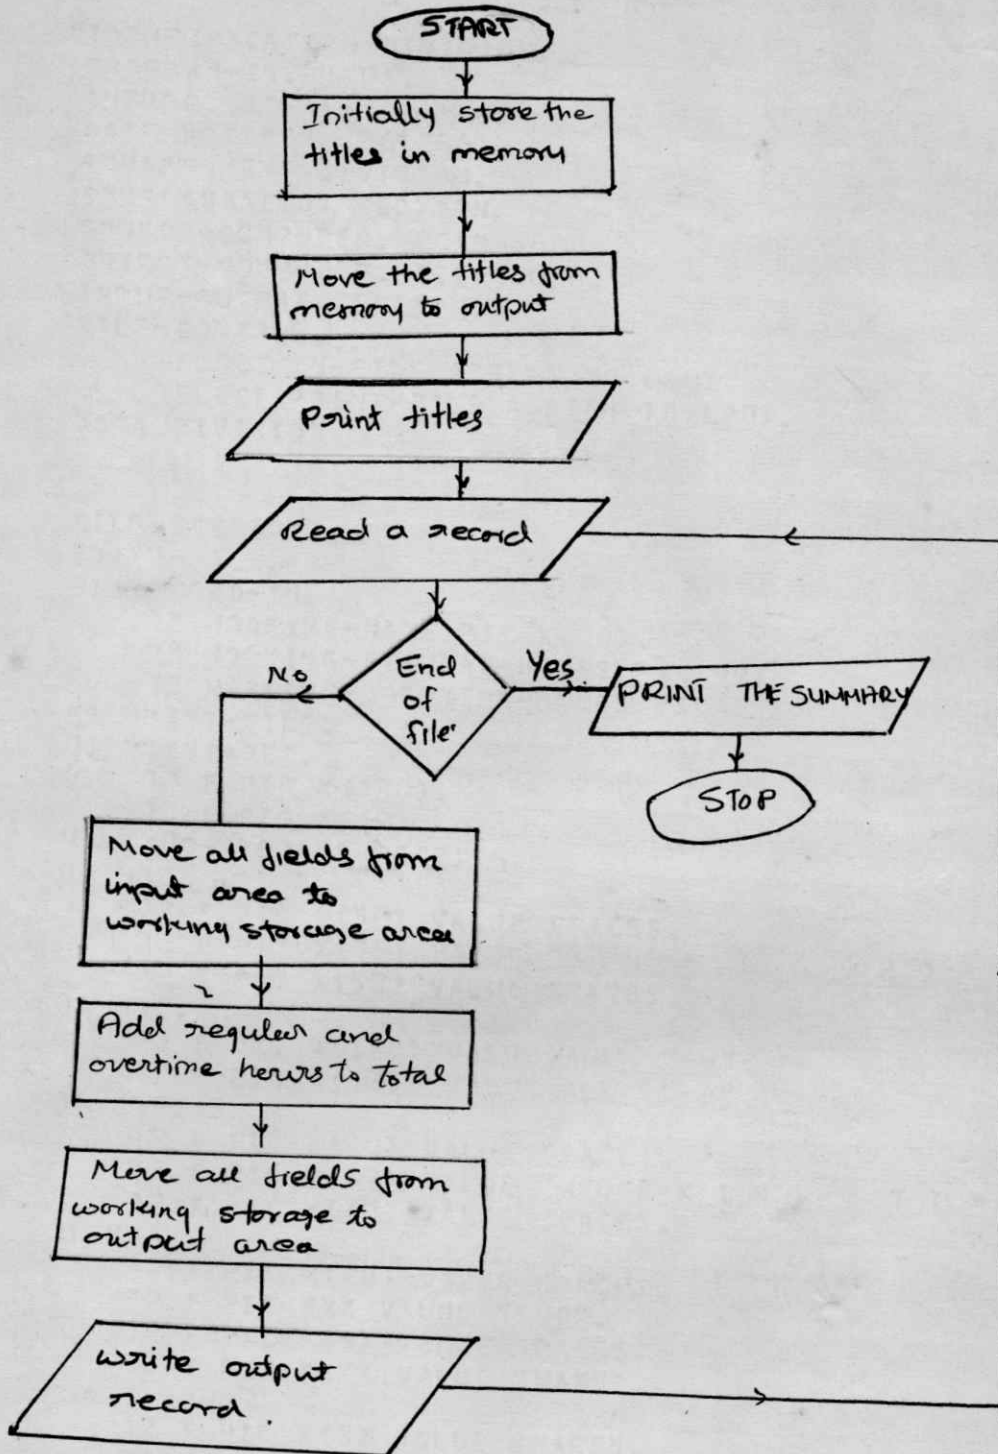 START
Initially store the
titles in memory
Move the titles from
memory to output
Print titles
Read a record
End
of
file
No
Yes
PRINT THE SUMMARY
STOP
Move all fields from
input area to
working storage area
Add regular and
overtime hours to total
Move all fields from
working storage to
output area
write output
record.